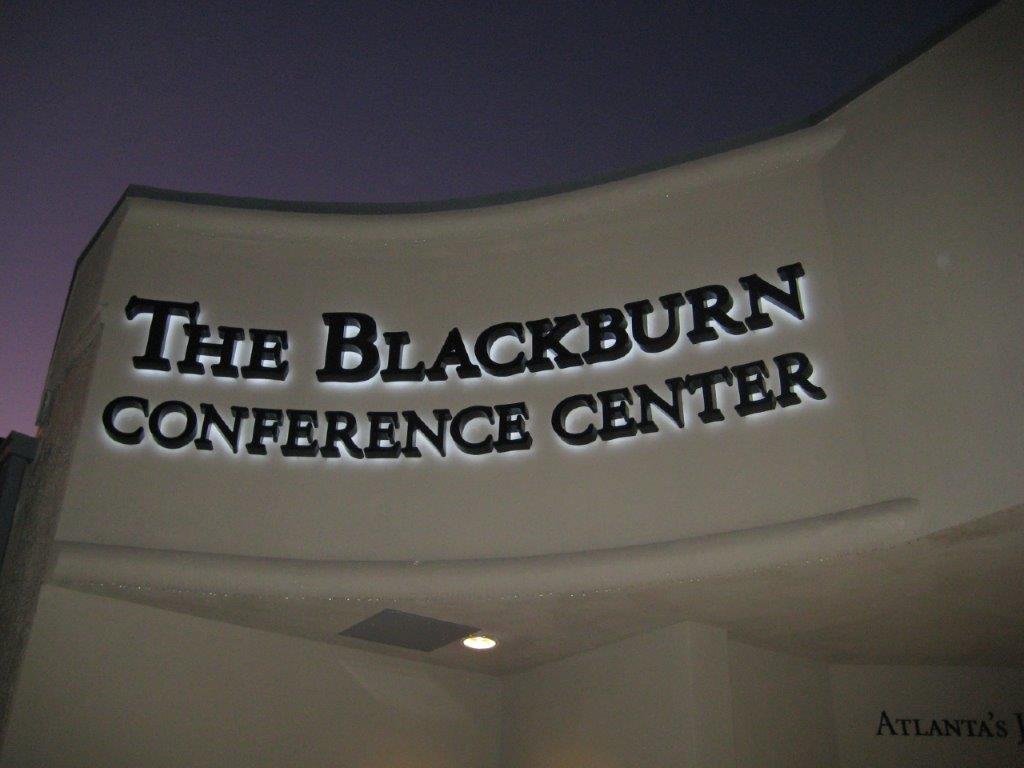 The Blackburn
Conference Center
Atlanta's